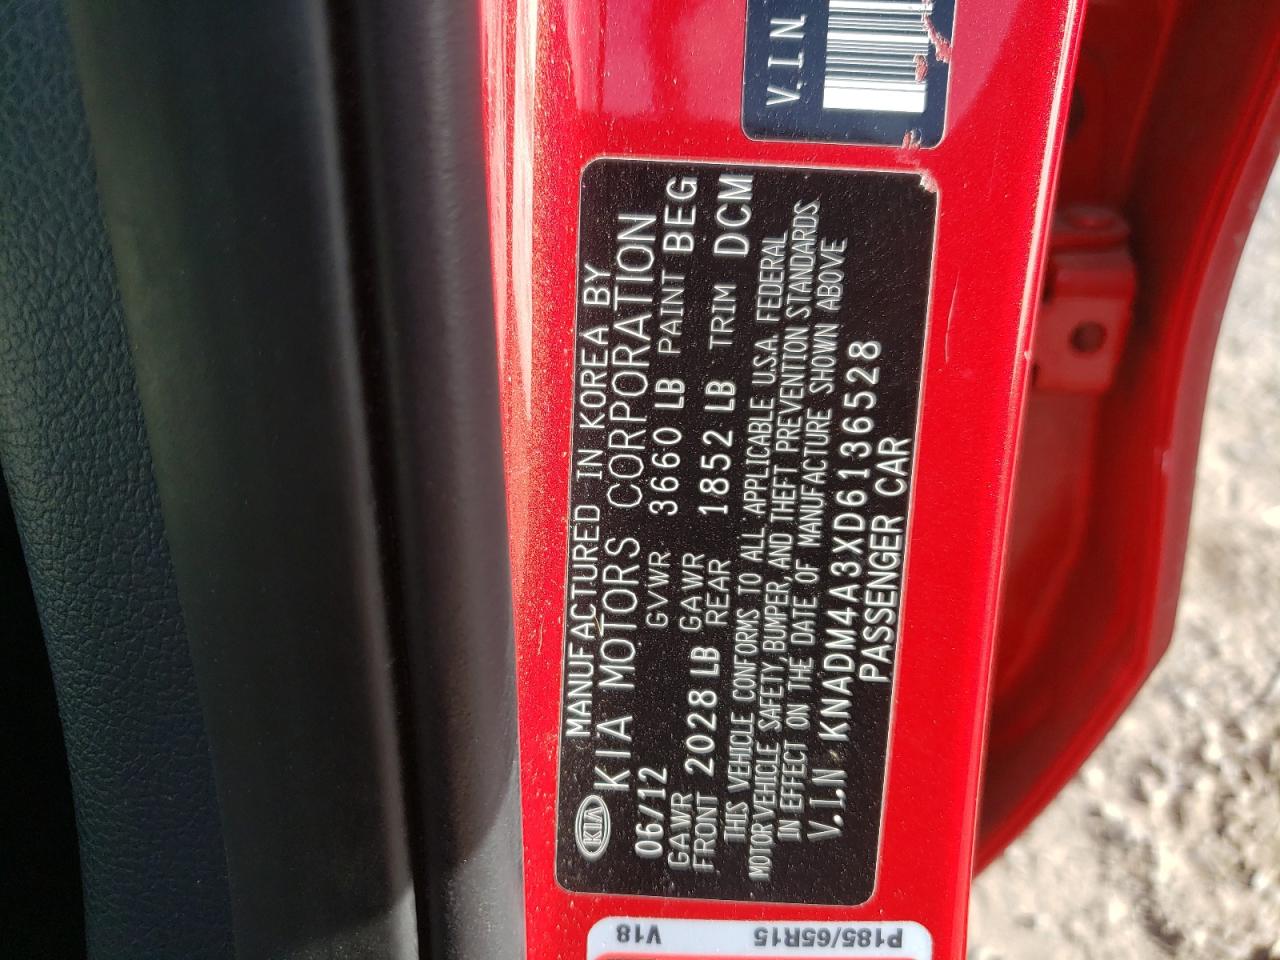 V.I.N
KIA
MANUFACTURED IN KOREA BY
KIA MOTORS CORPORATION
06/12 GVWR 3660 LB PAINT BEG
GAWR FRONT 2028 LB GAWR REAR 1852 LB TRIM DCM
THIS VEHICLE CONFORMS TO ALL APPLICABLE U.S.A. FEDERAL
MOTOR VEHICLE SAFETY, BUMPER, AND THEFT PREVENTION STANDARDS
IN EFFECT ON THE DATE OF MANUFACTURE SHOWN ABOVE
V.I.N KNADM4A3XD6136528
PASSENGER CAR
P185/65R15 V18